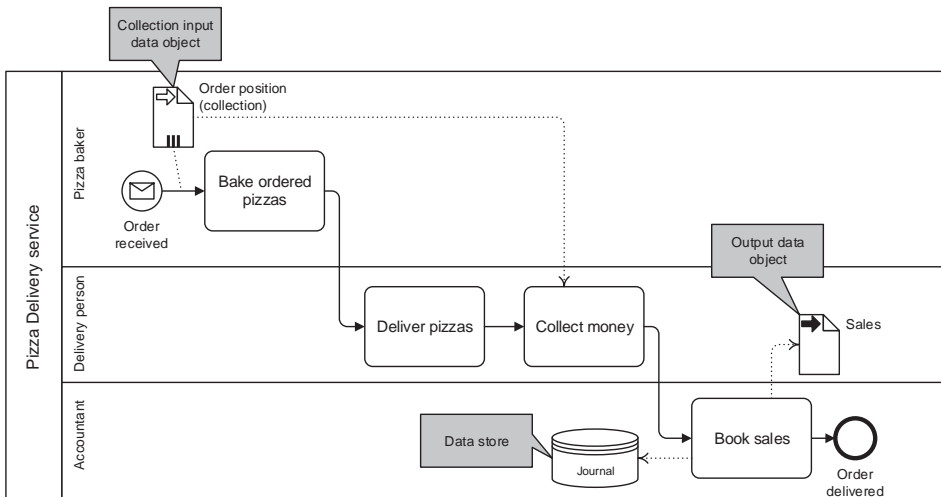 Collection input
data object
Order position
(collection)
Pizza Delivery service
Pizza baker
Bake ordered
pizzas
Order
received
Output data
object
Delivery person
Deliver pizzas
Collect money
Sales
Accountant
Data store
Journal
Book sales
Order
delivered